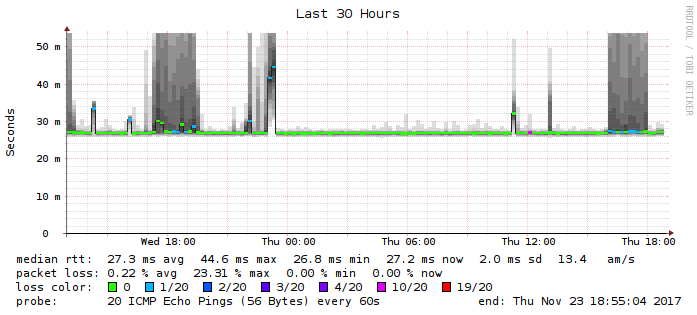 Last 30 Hours
RRDTOOL / TOBI OETIKER
Seconds
50 m
40 m
30 m
20 m
10 m
0
Wed 18:00 Thu 00:00 Thu 06:00 Thu 12:00 Thu 18:00
median rtt: 27.3 ms avg 44.6 ms max 26.8 ms min 27.2 ms now 2.0 ms sd 13.4 am/s
packet loss: 0.22 % avg 23.31 % max 0.00 % min 0.00 % now
loss color: 0 1/20 2/20 3/20 4/20 10/20 19/20
probe: 20 ICMP Echo Pings (56 Bytes) every 60s end: Thu Nov 23 18:55:04 2017